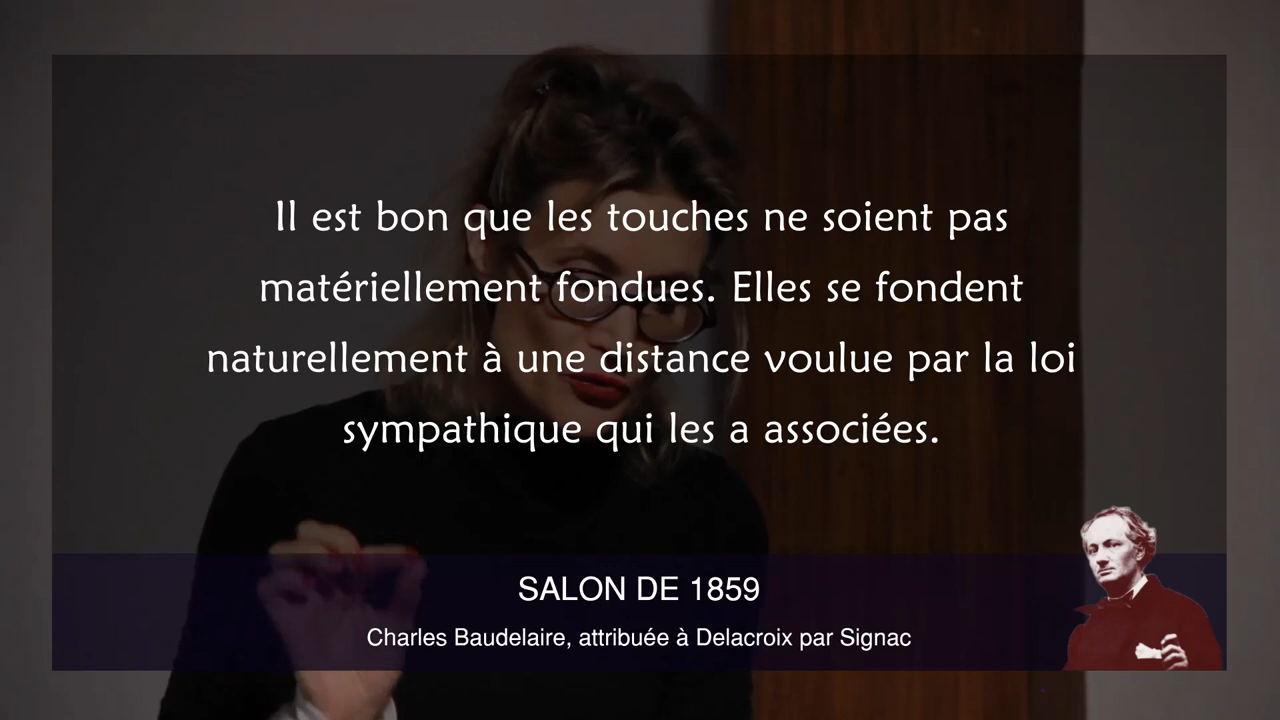 Il est bon que les touches ne soient pas
matériellement fondues. Elles se fondent
naturellement à une distance voulue par la loi
sympathique qui les a associées.
SALON DE 1859
Charles Baudelaire, attribuée à Delacroix par Signac